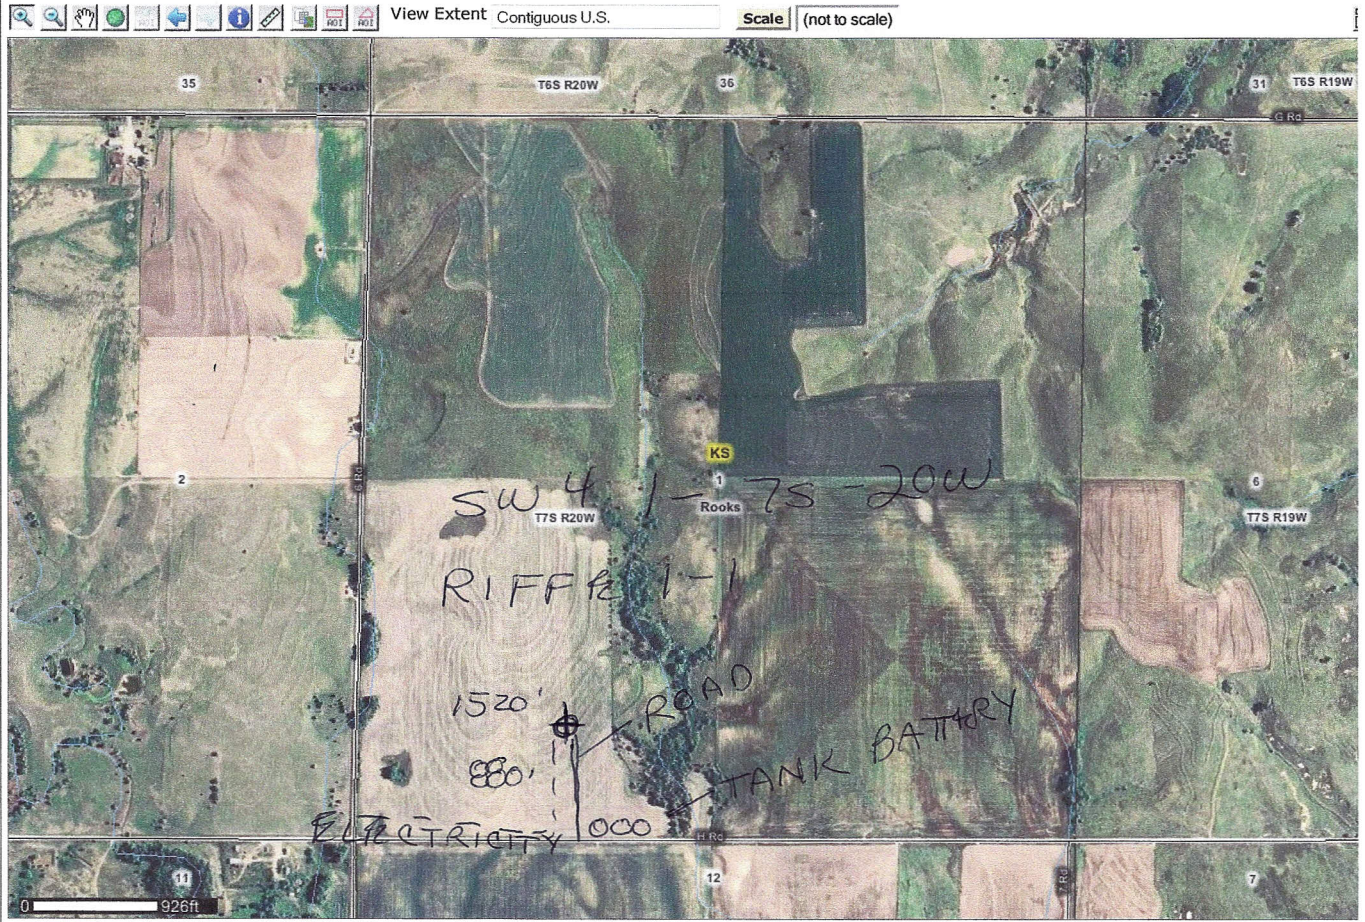 View Extent Contiguous U.S. Scale (not to scale)
35 T6S R20W 36 31 T6S R19W
G Rd
KS
2 1 6
SW 4 1-7S-20W
T7S R20W Rooks T7S R19W
RIFFE 1-1
1520'
ROAD
TANK BATTERY
880'
ELECTRICITY 000
H Rd
11 12 7
0 926ft